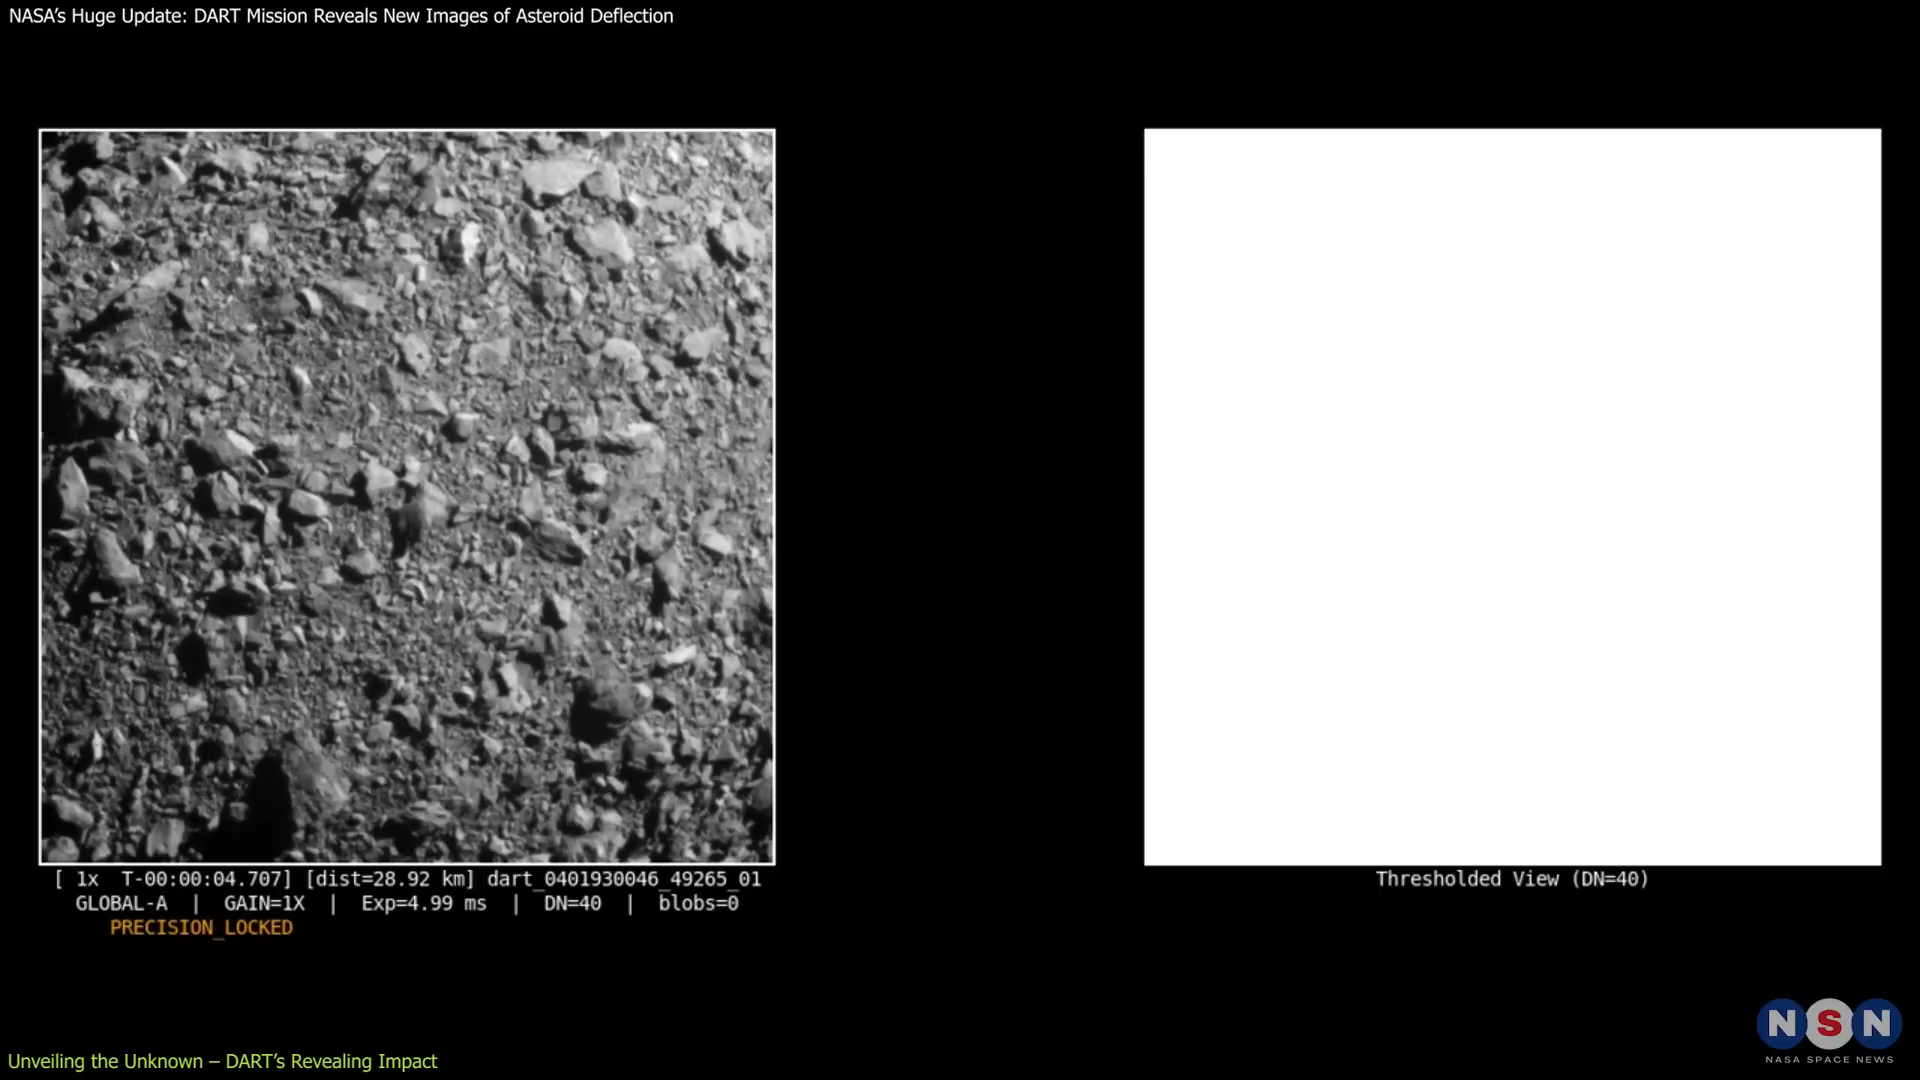 NASA’s Huge Update: DART Mission Reveals New Images of Asteroid Deflection
[ 1x  T-00:00:04.707] [dist=28.92 km] dart_0401930046_49265_01
GLOBAL-A  |  GAIN=1X  |  Exp=4.99 ms  |  DN=40  |  blobs=0
PRECISION_LOCKED
Thresholded View (DN=40)
NSN
NASA SPACE NEWS
Unveiling the Unknown – DART’s Revealing Impact